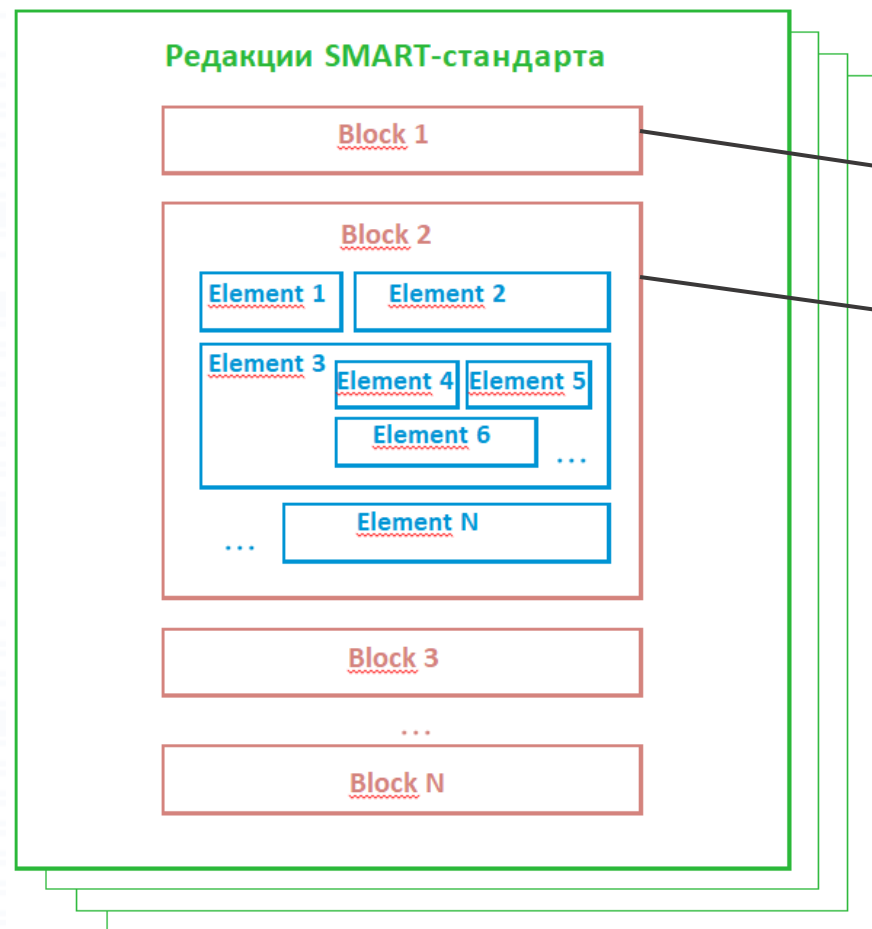 Редакции SMART-стандарта
Block 1
Block 2
Element 1 Element 2
Element 3
Element 4 Element 5
Element 6
...
... Element N
Block 3
...
Block N